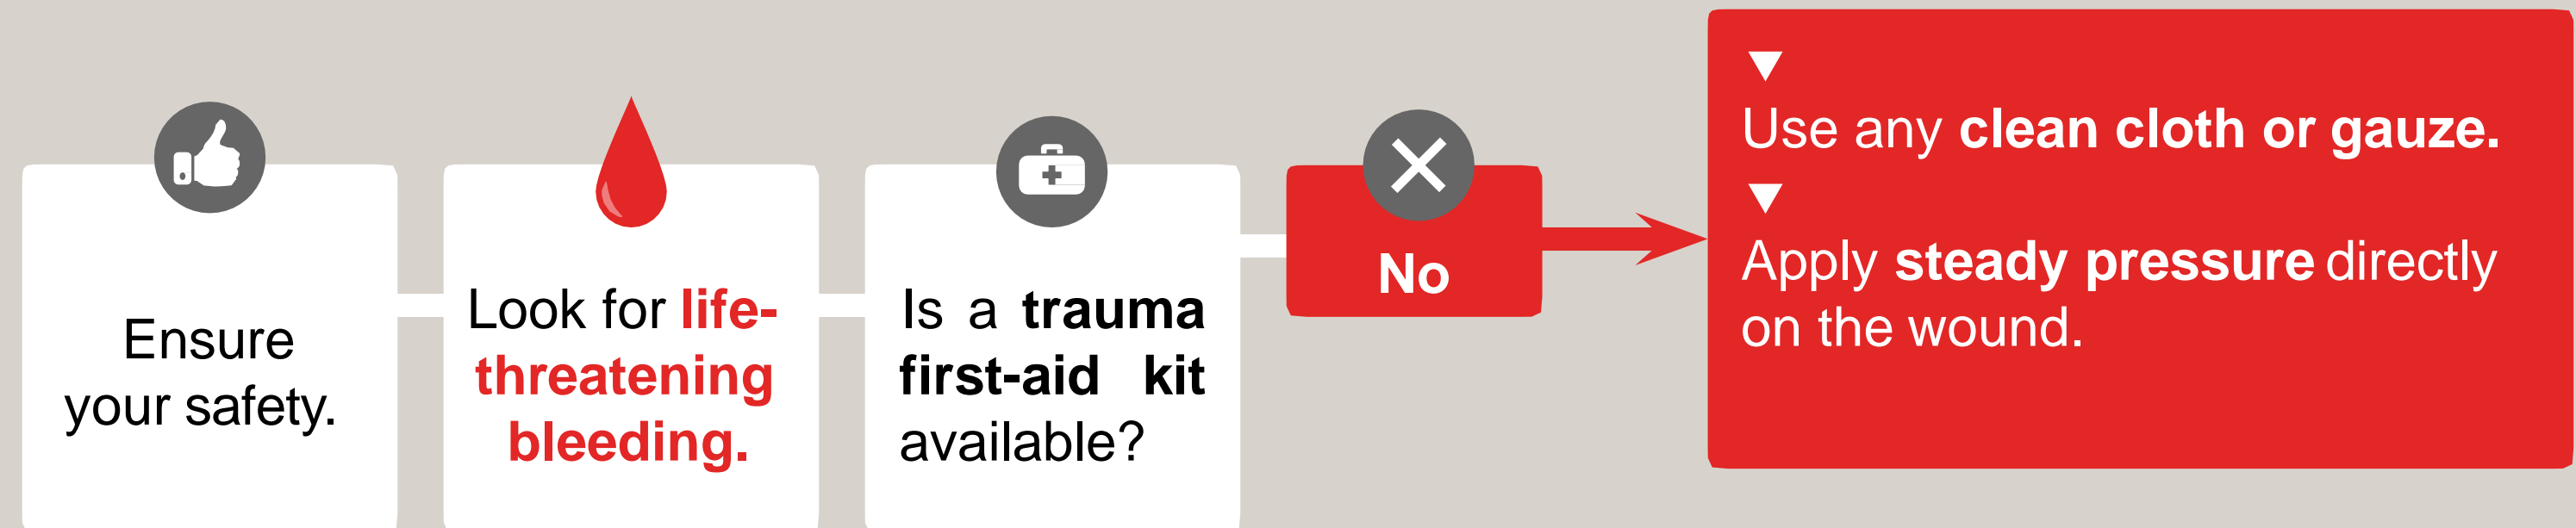 Ensure
your safety.
Look for life-
threatening
bleeding.
Is a trauma
first-aid kit
available?
No
Use any clean cloth or gauze.
Apply steady pressure directly
on the wound.